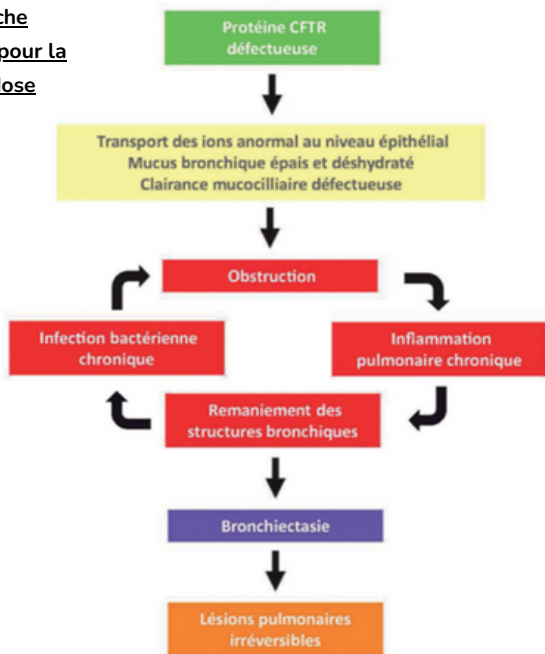 che
pour la
lose
Protéine CFTR
défectueuse
Transport des ions anormal au niveau épithélial
Mucus bronchique épais et déshydraté
Clairance mucocilliaire défectueuse
Obstruction
Infection bactérienne
chronique
Inflammation
pulmonaire chronique
Remaniement des
structures bronchiques
Bronchiectasie
Lésions pulmonaires
irréversibles